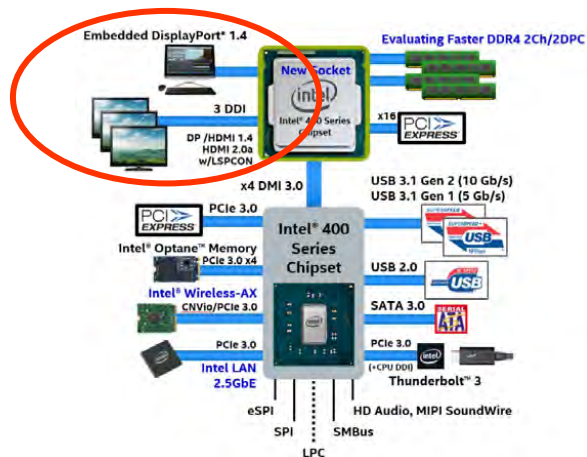 Embedded DisplayPort* 1.4
3 DDI
DP /HDMI 1.4
HDMI 2.0a
w/LSPCON
New Socket
intel
Intel® 400 Series
Chipset
Evaluating Faster DDR4 2Ch/2DPC
x16
PCI
EXPRESS
x4 DMI 3.0
PCIe 3.0
PCI
EXPRESS
Intel® Optane™ Memory
PCIe 3.0 x4
Intel® Wireless-AX
CNVio/PCIe 3.0
PCIe 3.0
Intel LAN
2.5GbE
Intel® 400
Series
Chipset
USB 3.1 Gen 2 (10 Gb/s)
USB 3.1 Gen 1 (5 Gb/s)
USB
USB 2.0
USB
SATA 3.0
SERIAL
ATA
PCIe 3.0
(+CPU DDI)
intel
Thunderbolt™ 3
eSPI
SPI
LPC
SMBus
HD Audio, MIPI SoundWire